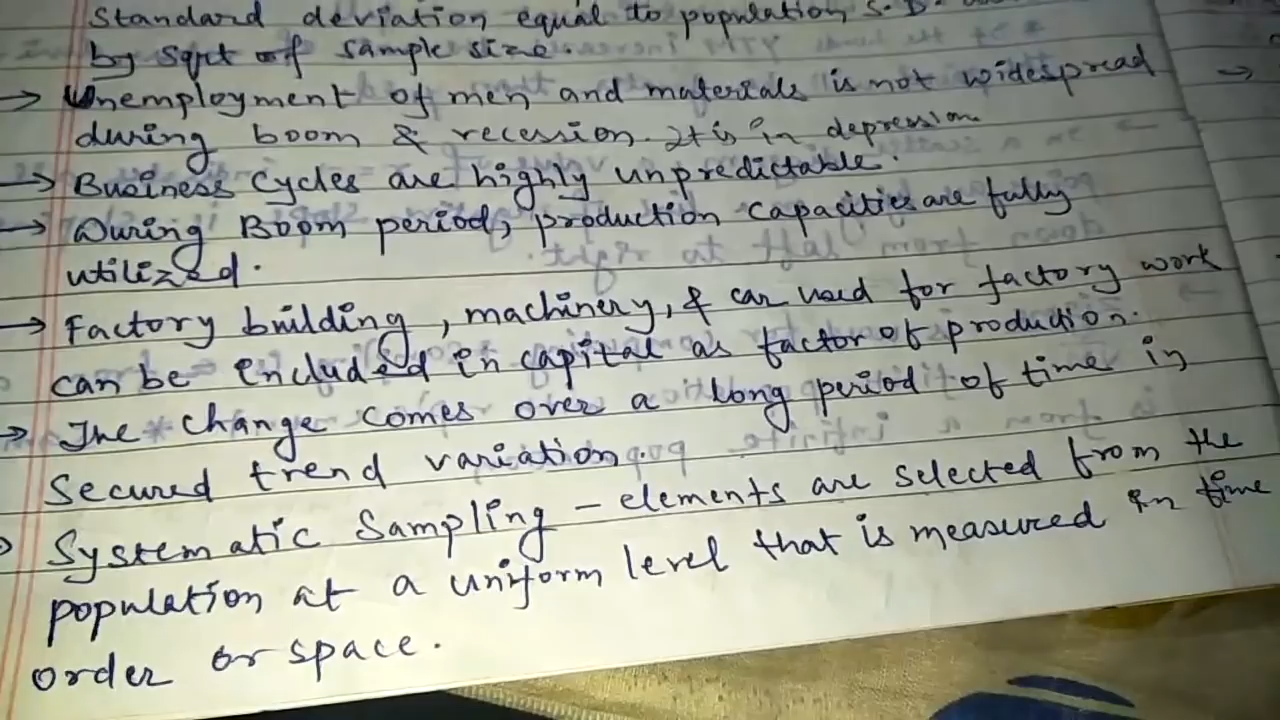 Standard deviation equal to population S.D.
by sqrt of sample size.
→ Unemployment of men and materials is not widespread
during boom & recession. It is in depression
→ Business Cycles are highly unpredictable.
→ During Boom period, production capacities are fully
utilized.
→ Factory building, machinery, & car used for factory work
can be included in capital as factor of production.
→ The change comes over a long period of time in
Secured trend variation.
→ Systematic Sampling - elements are selected from the
population at a uniform level that is measured in time
order or space.